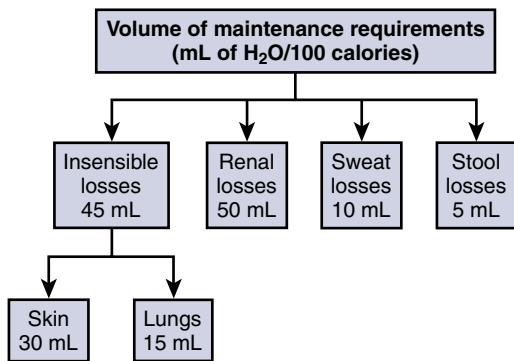 Volume of maintenance requirements
(mL of H₂O/100 calories)
Insensible
losses
45 mL
Renal
losses
50 mL
Sweat
losses
10 mL
Stool
losses
5 mL
Skin
30 mL
Lungs
15 mL